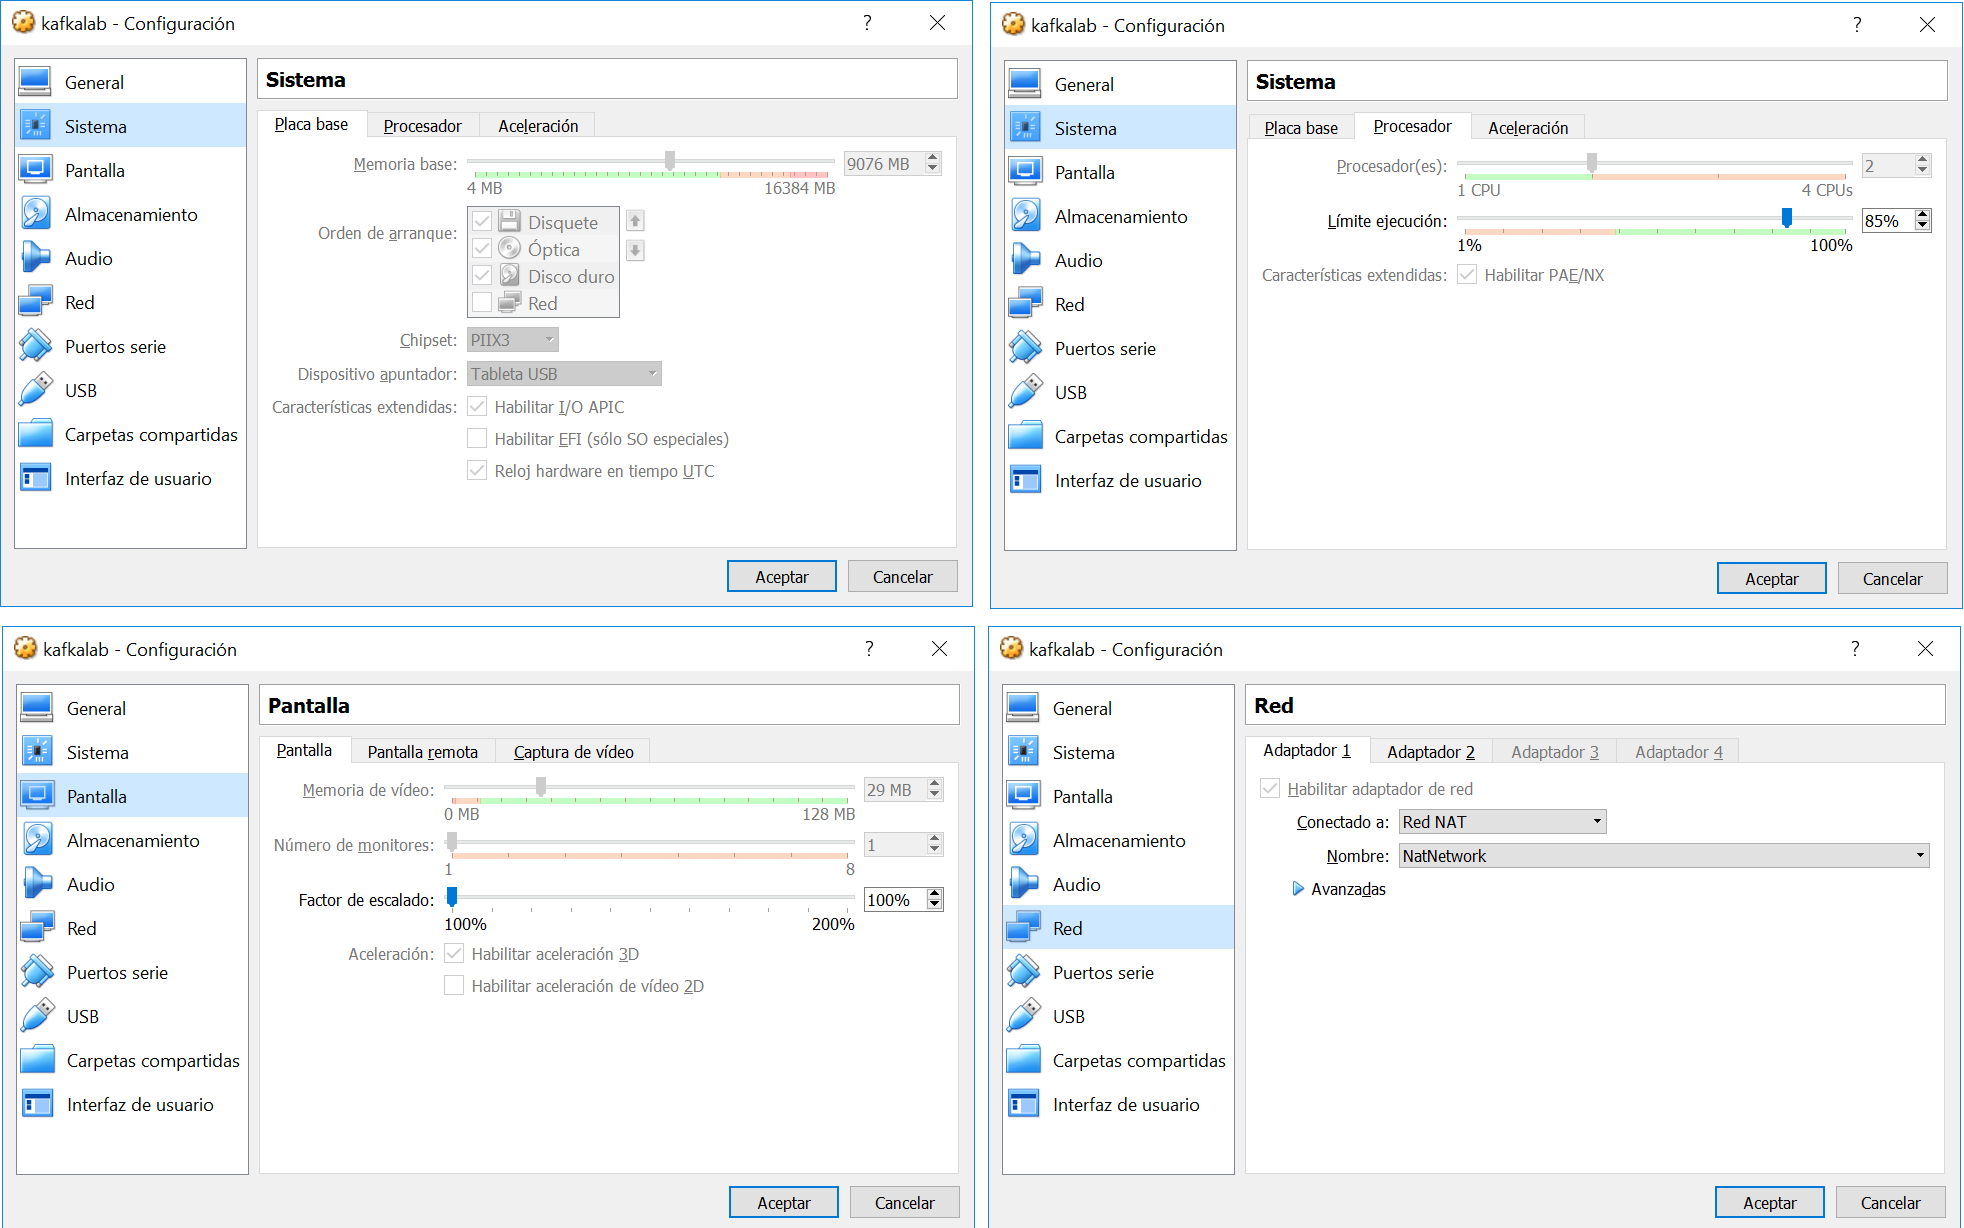 kafkalab - Configuración
?
General
Sistema
Pantalla
Almacenamiento
Audio
Red
Puertos serie
USB
Carpetas compartidas
Interfaz de usuario
Sistema
Placa base Procesador Aceleración
Memoria base: 9076 MB
4 MB 16384 MB
Orden de arranque:
Disquete
Óptica
Disco duro
Red
Chipset: PIIX3
Dispositivo apuntador: Tableta USB
Características extendidas: Habilitar I/O APIC
Habilitar EFI (sólo SO especiales)
Reloj hardware en tiempo UTC
Aceptar Cancelar
kafkalab - Configuración
?
General
Sistema
Pantalla
Almacenamiento
Audio
Red
Puertos serie
USB
Carpetas compartidas
Interfaz de usuario
Sistema
Placa base Procesador Aceleración
Procesador(es): 2
1 CPU 4 CPUs
Límite ejecución: 85%
1% 100%
Características extendidas: Habilitar PAE/NX
Aceptar Cancelar
kafkalab - Configuración
?
General
Sistema
Pantalla
Almacenamiento
Audio
Red
Puertos serie
USB
Carpetas compartidas
Interfaz de usuario
Pantalla
Pantalla Pantalla remota Captura de vídeo
Memoria de vídeo: 29 MB
0 MB 128 MB
Número de monitores: 1
1 8
Factor de escalado: 100%
100% 200%
Aceleración: Habilitar aceleración 3D
Habilitar aceleración de vídeo 2D
Aceptar Cancelar
kafkalab - Configuración
?
General
Sistema
Pantalla
Almacenamiento
Audio
Red
Puertos serie
USB
Carpetas compartidas
Interfaz de usuario
Red
Adaptador 1 Adaptador 2 Adaptador 3 Adaptador 4
Habilitar adaptador de red
Conectado a: Red NAT
Nombre: NatNetwork
Avanzadas
Aceptar Cancelar